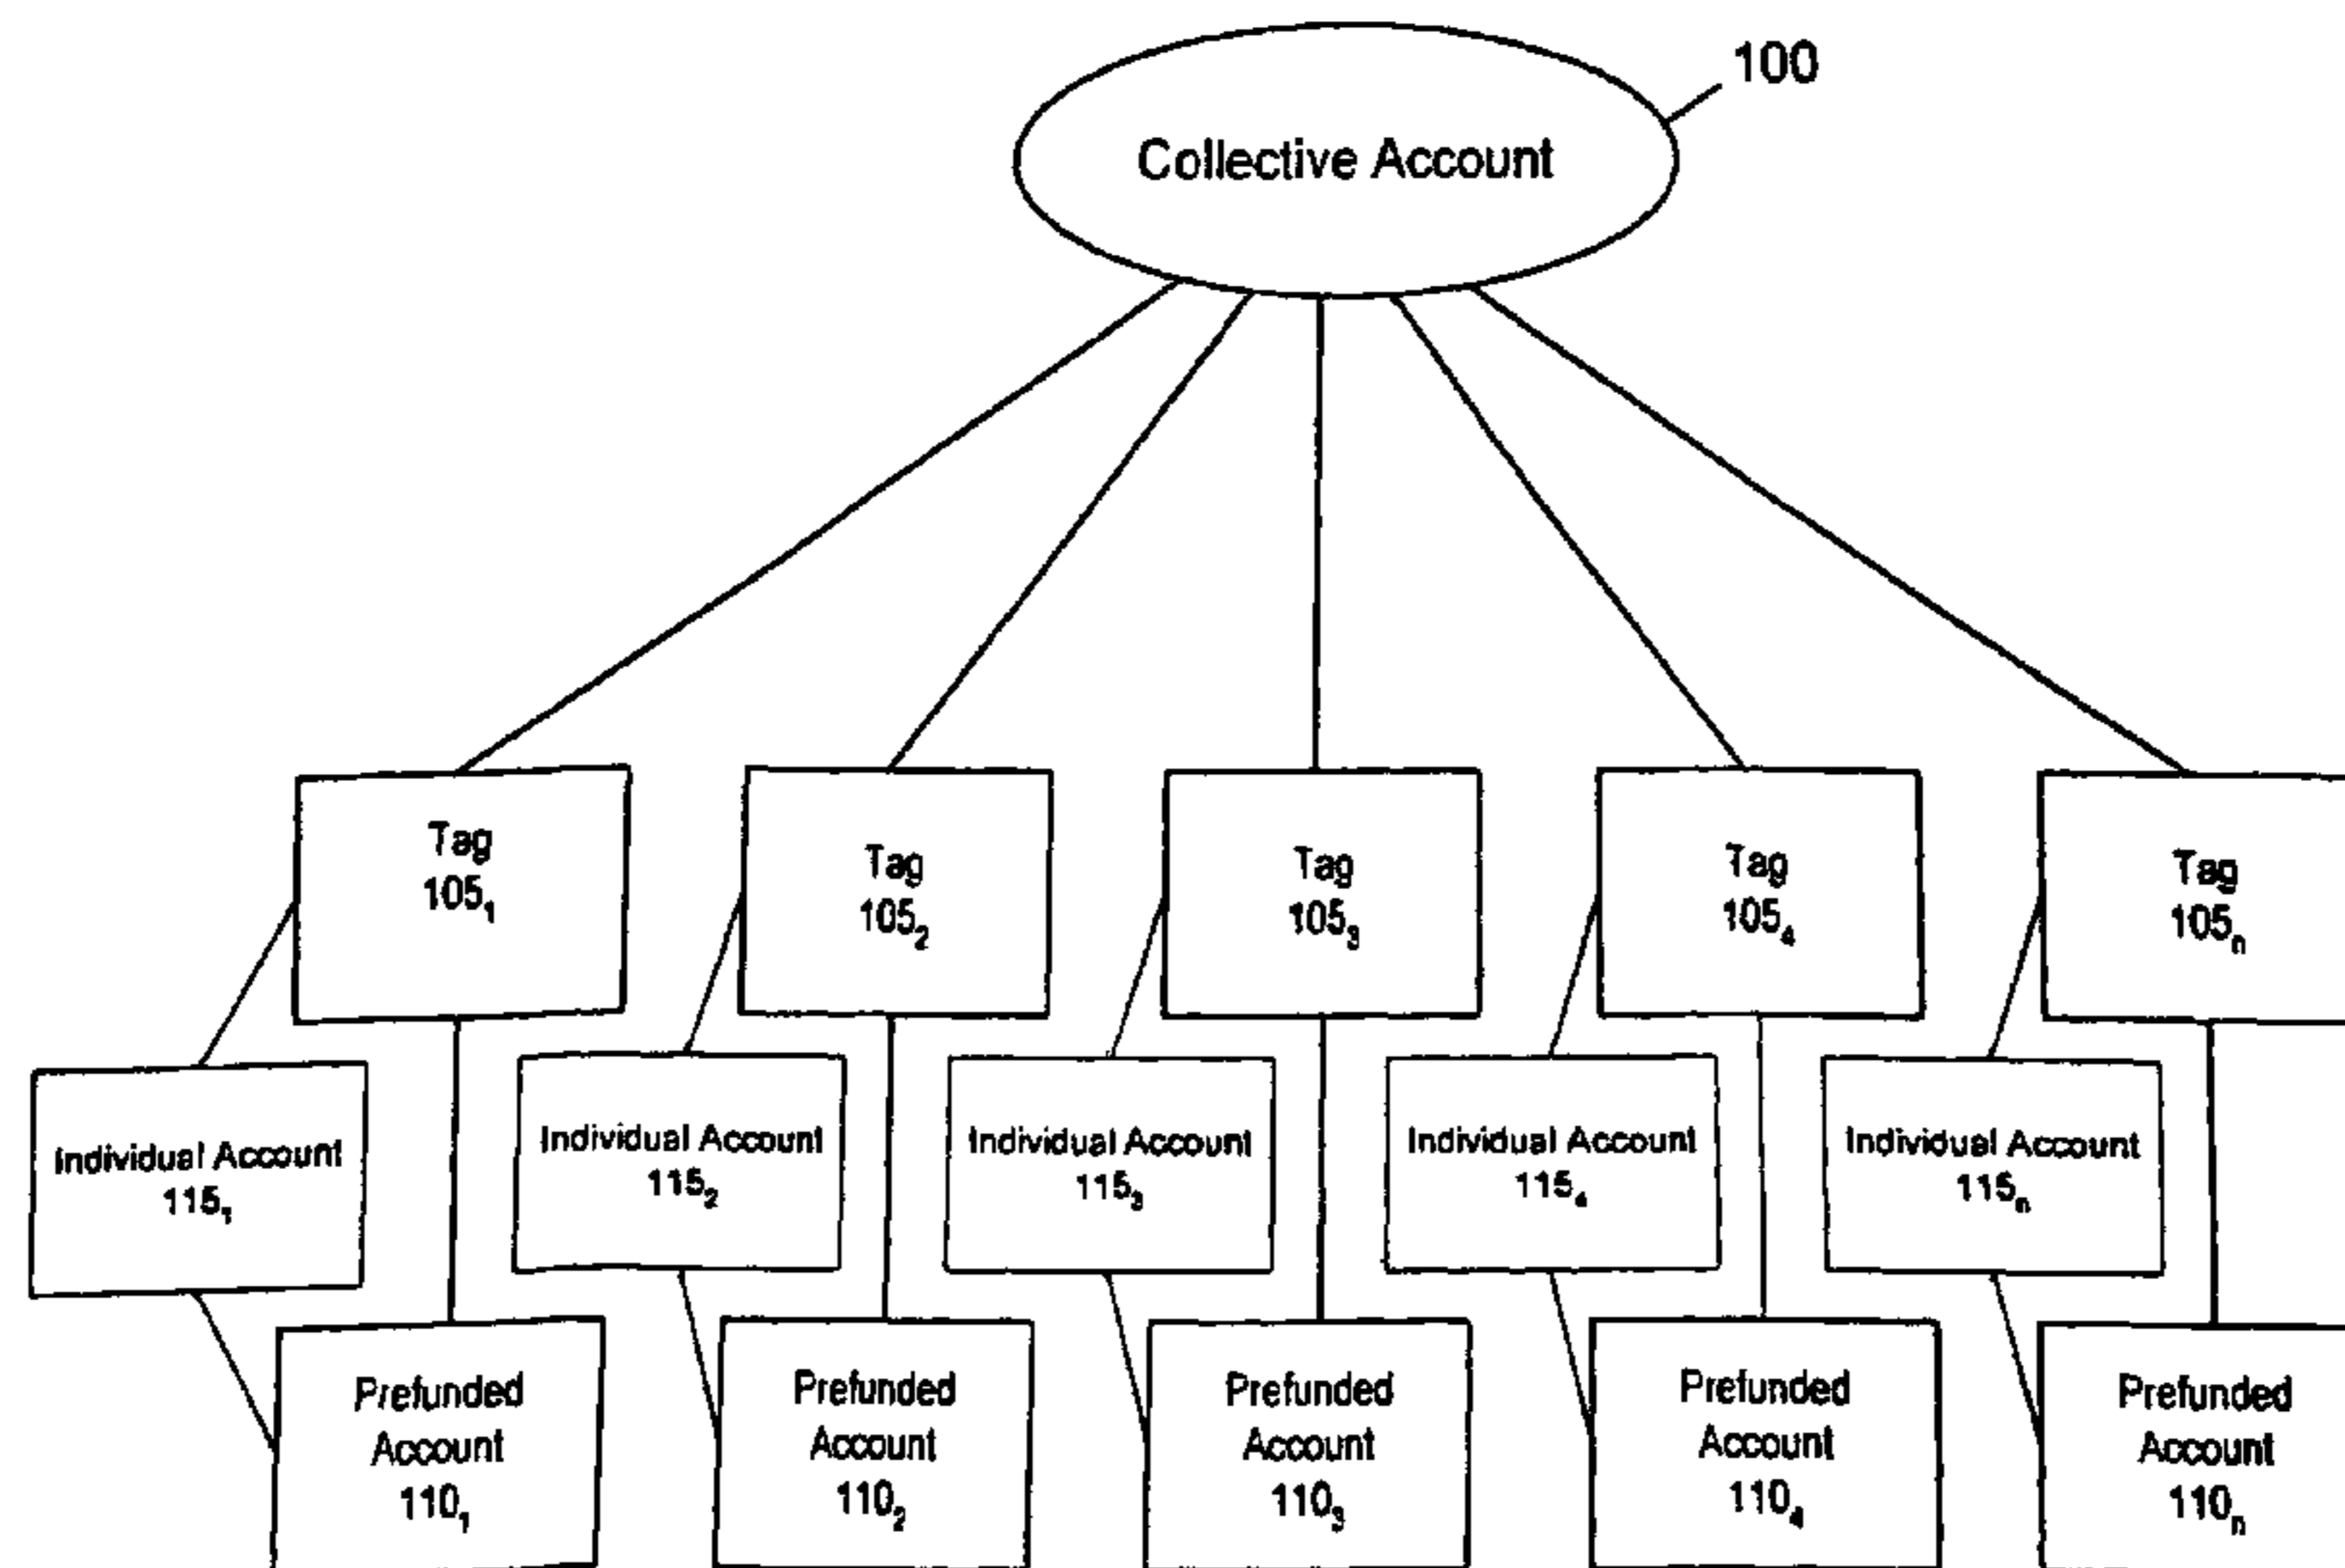 100
Collective Account
Tag
105₁
Tag
105₂
Tag
105₃
Tag
105₄
Tag
105ₙ
Individual Account
115₁
Individual Account
115₂
Individual Account
115₃
Individual Account
115₄
Individual Account
115ₙ
Prefunded
Account
110₁
Prefunded
Account
110₂
Prefunded
Account
110₃
Prefunded
Account
110₄
Prefunded
Account
110ₙ